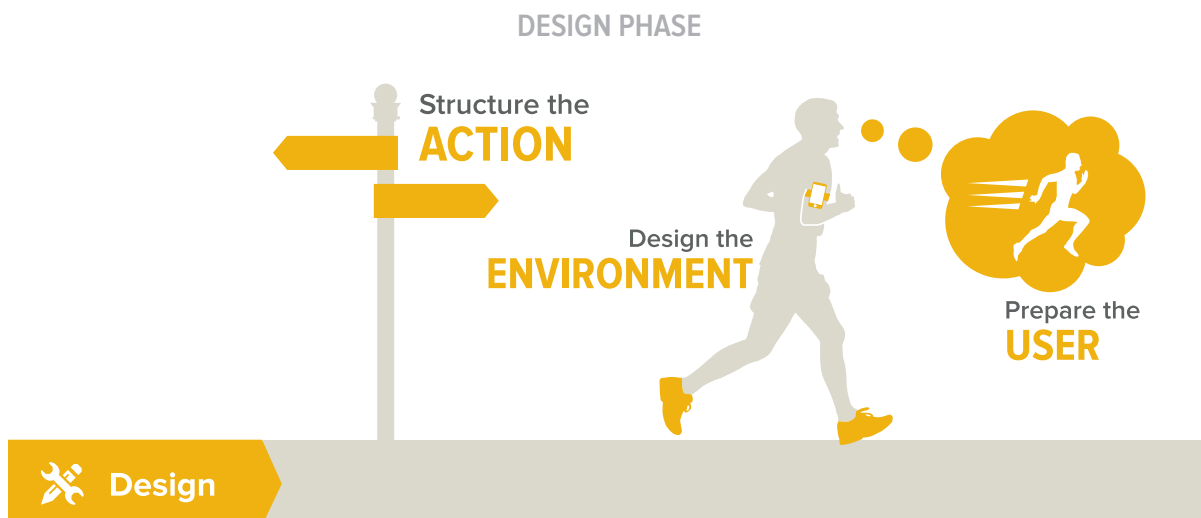 DESIGN PHASE
Structure the
ACTION
Design the
ENVIRONMENT
Prepare the
USER
Design